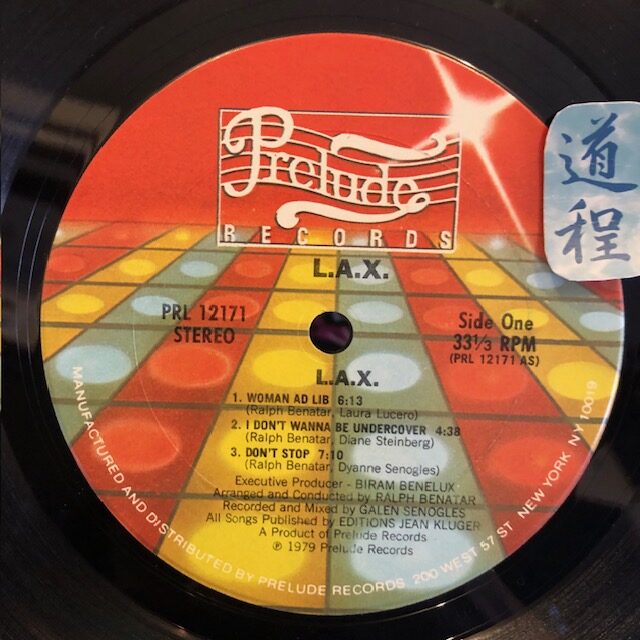 Prelude
RECORDS
道
程
L.A.X.
PRL 12171
STEREO
Side One
33⅓ RPM
(PRL 12171 AS)
L.A.X.
1. WOMAN AD LIB 6:13
(Ralph Benatar, Laura Lucero)
2. I DON'T WANNA BE UNDERCOVER 4:38
(Ralph Benatar, Diane Steinberg)
3. DON'T STOP 7:10
(Ralph Benatar, Dyanne Senogles)
Executive Producer - BIRAM BENELUX
Arranged and Conducted by RALPH BENATAR
Recorded and Mixed by GALEN SENOGLES
All Songs Published by EDITIONS JEAN KLUGER
A Product of Prelude Records
℗ 1979 Prelude Records
MANUFACTURED AND DISTRIBUTED BY PRELUDE RECORDS 200 WEST 57 ST NEW YORK NY 10019